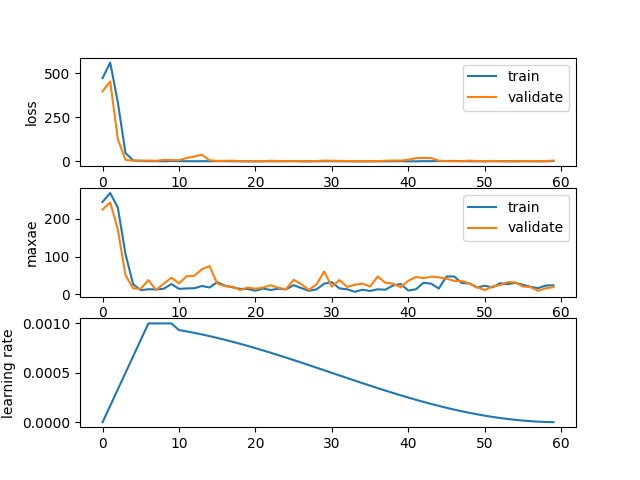 loss
500
250
0
train
validate
0 10 20 30 40 50 60
maxae
200
100
0
train
validate
0 10 20 30 40 50 60
learning rate
0.0010
0.0005
0.0000
0 10 20 30 40 50 60